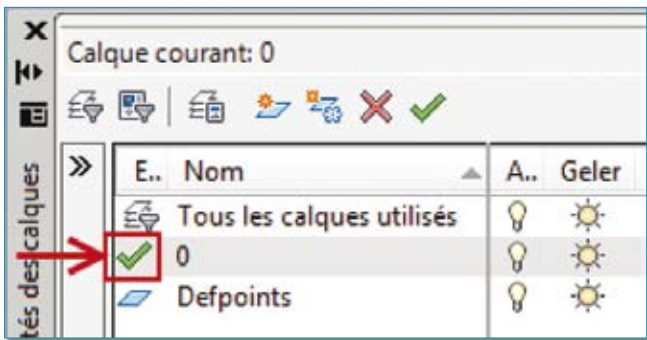 Calque courant: 0
E.. Nom A.. Geler
Tous les calques utilisés
0
Defpoints
tés des calques